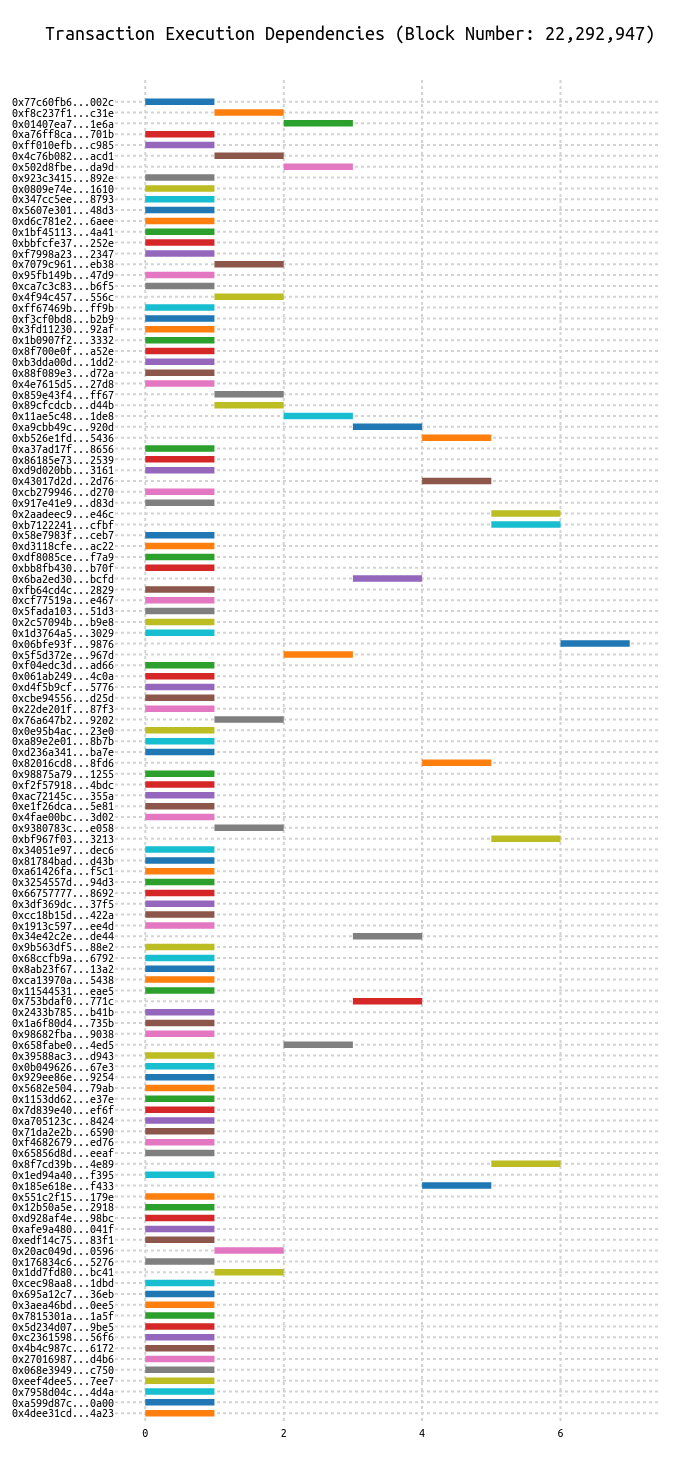 Transaction Execution Dependencies (Block Number: 22,292,947)
0x77c60fb6...002c
0xf8c237f1...c31e
0x01407ea7...1e6a
0xa76ff8ca...701b
0xff010efb...c985
0x4c76b082...acd1
0x502d8fbe...da9d
0x923c3415...892e
0x0809e74e...1610
0x347cc5ee...8793
0x5607e301...48d3
0xd6c781e2...6aee
0x1bf45113...4a41
0xbbfcfe37...252e
0xf7998a23...2347
0x7079c961...eb38
0x95fb149b...47d9
0xca7c3c83...b6f5
0x4f94c457...556c
0xff67469b...ff9b
0xf3cf0bd8...b2b9
0x3fd11230...92af
0x1b0907f2...3332
0x8f700e0f...a52e
0xb3dda00d...1dd2
0x88f089e3...d72a
0x4e7615d5...27d8
0x859e43f4...ff67
0x89cfcdcb...d44b
0x11ae5c48...1de8
0xa9cbb49c...920d
0xb526e1fd...5436
0xa37ad17f...8656
0x86185e73...2539
0xd9d020bb...3161
0x43017d2d...2d76
0xcb279946...d270
0x917e41e9...d83d
0x2aadeec9...e46c
0xb7122241...cfbf
0x58e7983f...ceb7
0xd3118cfe...ac22
0xdf8085ce...f7a9
0xbb8fb430...b70f
0x6ba2ed30...bcfd
0xfb64cd4c...2829
0xcf77519a...e467
0x5fada103...51d3
0x2c57094b...b9e8
0x1d3764a5...3029
0x06bfe93f...9876
0x5f5d372e...967d
0xf04edc3d...ad66
0x061ab249...4c0a
0xd4f5b9cf...5776
0xcbe94556...d25d
0x22de201f...87f3
0x76a647b2...9202
0x0e95b4ac...23e0
0xa89e2e01...8b7b
0xd236a341...ba7e
0x82016cd8...8fd6
0x98875a79...1255
0xf2f57918...4bdc
0xac72145c...355a
0xe1f26dca...5e81
0x4fae00bc...3d02
0x9380783c...e058
0xbf967f03...3213
0x34051e97...dec6
0x81784bad...d43b
0xa61426fa...f5c1
0x3254557d...94d3
0x66757777...8692
0x3df369dc...37f5
0xcc18b15d...422a
0x1913c597...ee4d
0x34e42c2e...de44
0x9b563df5...88e2
0x68ccfb9a...6792
0x8ab23f67...13a2
0xca13970a...5438
0x11544531...eae5
0x753bdaf0...771c
0x2433b785...b41b
0x1a6f80d4...735b
0x98682fba...9038
0x658fabe0...4ed5
0x39588ac3...d943
0x0b049626...67e3
0x929ee86e...9254
0x5682e504...79ab
0x1153dd62...e37e
0x7d839e40...ef6f
0xa705123c...8424
0x71da2e2b...6590
0xf4682679...ed76
0x65856d8d...eeaf
0x8f7cd39b...4e89
0x1ed94a40...f395
0x185e618e...f433
0x551c2f15...179e
0x12b50a5e...2918
0xd928af4e...98bc
0xafe9a480...041f
0xedf14c75...83f1
0x20ac049d...0596
0x176834c6...5276
0x1dd7fd80...bc41
0xcec98aa8...1dbd
0x695a12c7...36eb
0x3aea46bd...0ee5
0x7815301a...1a5f
0x5d234d07...9be5
0xc2361598...56f6
0x4b4c987c...6172
0x27016987...d4b6
0x068e3949...c750
0xeef4dee5...7ee7
0x7958d04c...4d4a
0xa599d87c...0a00
0x4dee31cd...4a23
0 2 4 6